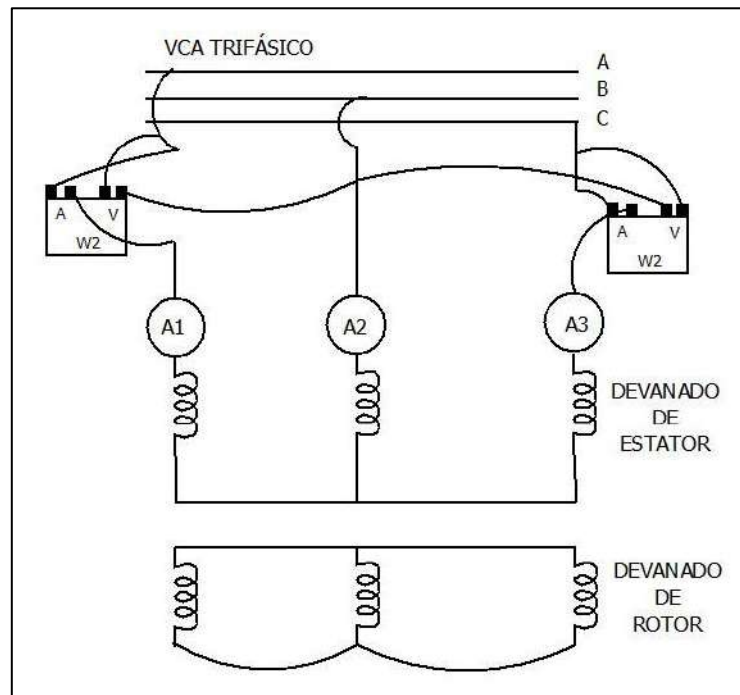 VCA TRIFÁSICO
A
B
C
A V
W2
A V
W2
A1
A2
A3
DEVANADO
DE
ESTATOR
DEVANADO
DE
ROTOR